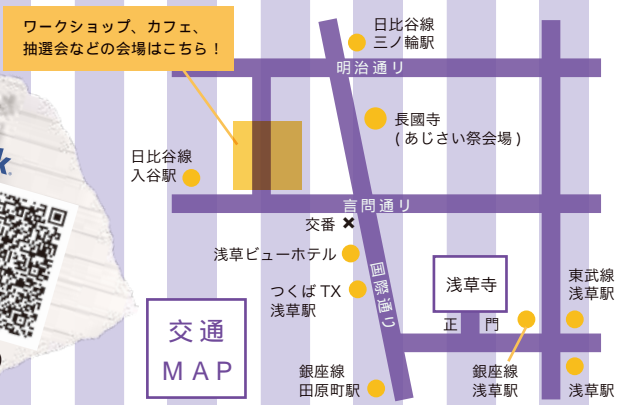 ワークショップ、カフェ、
抽選会などの会場はこちら！
日比谷線
三ノ輪駅
明治通リ
長國寺
( あじさい祭会場 )
日比谷線
入谷駅
言問通リ
交番
浅草ビューホテル
つくば TX
浅草駅
国際通り
浅草寺
正門
東武線
浅草駅
交通
MAP
銀座線
田原町駅
銀座線
浅草駅
浅草駅